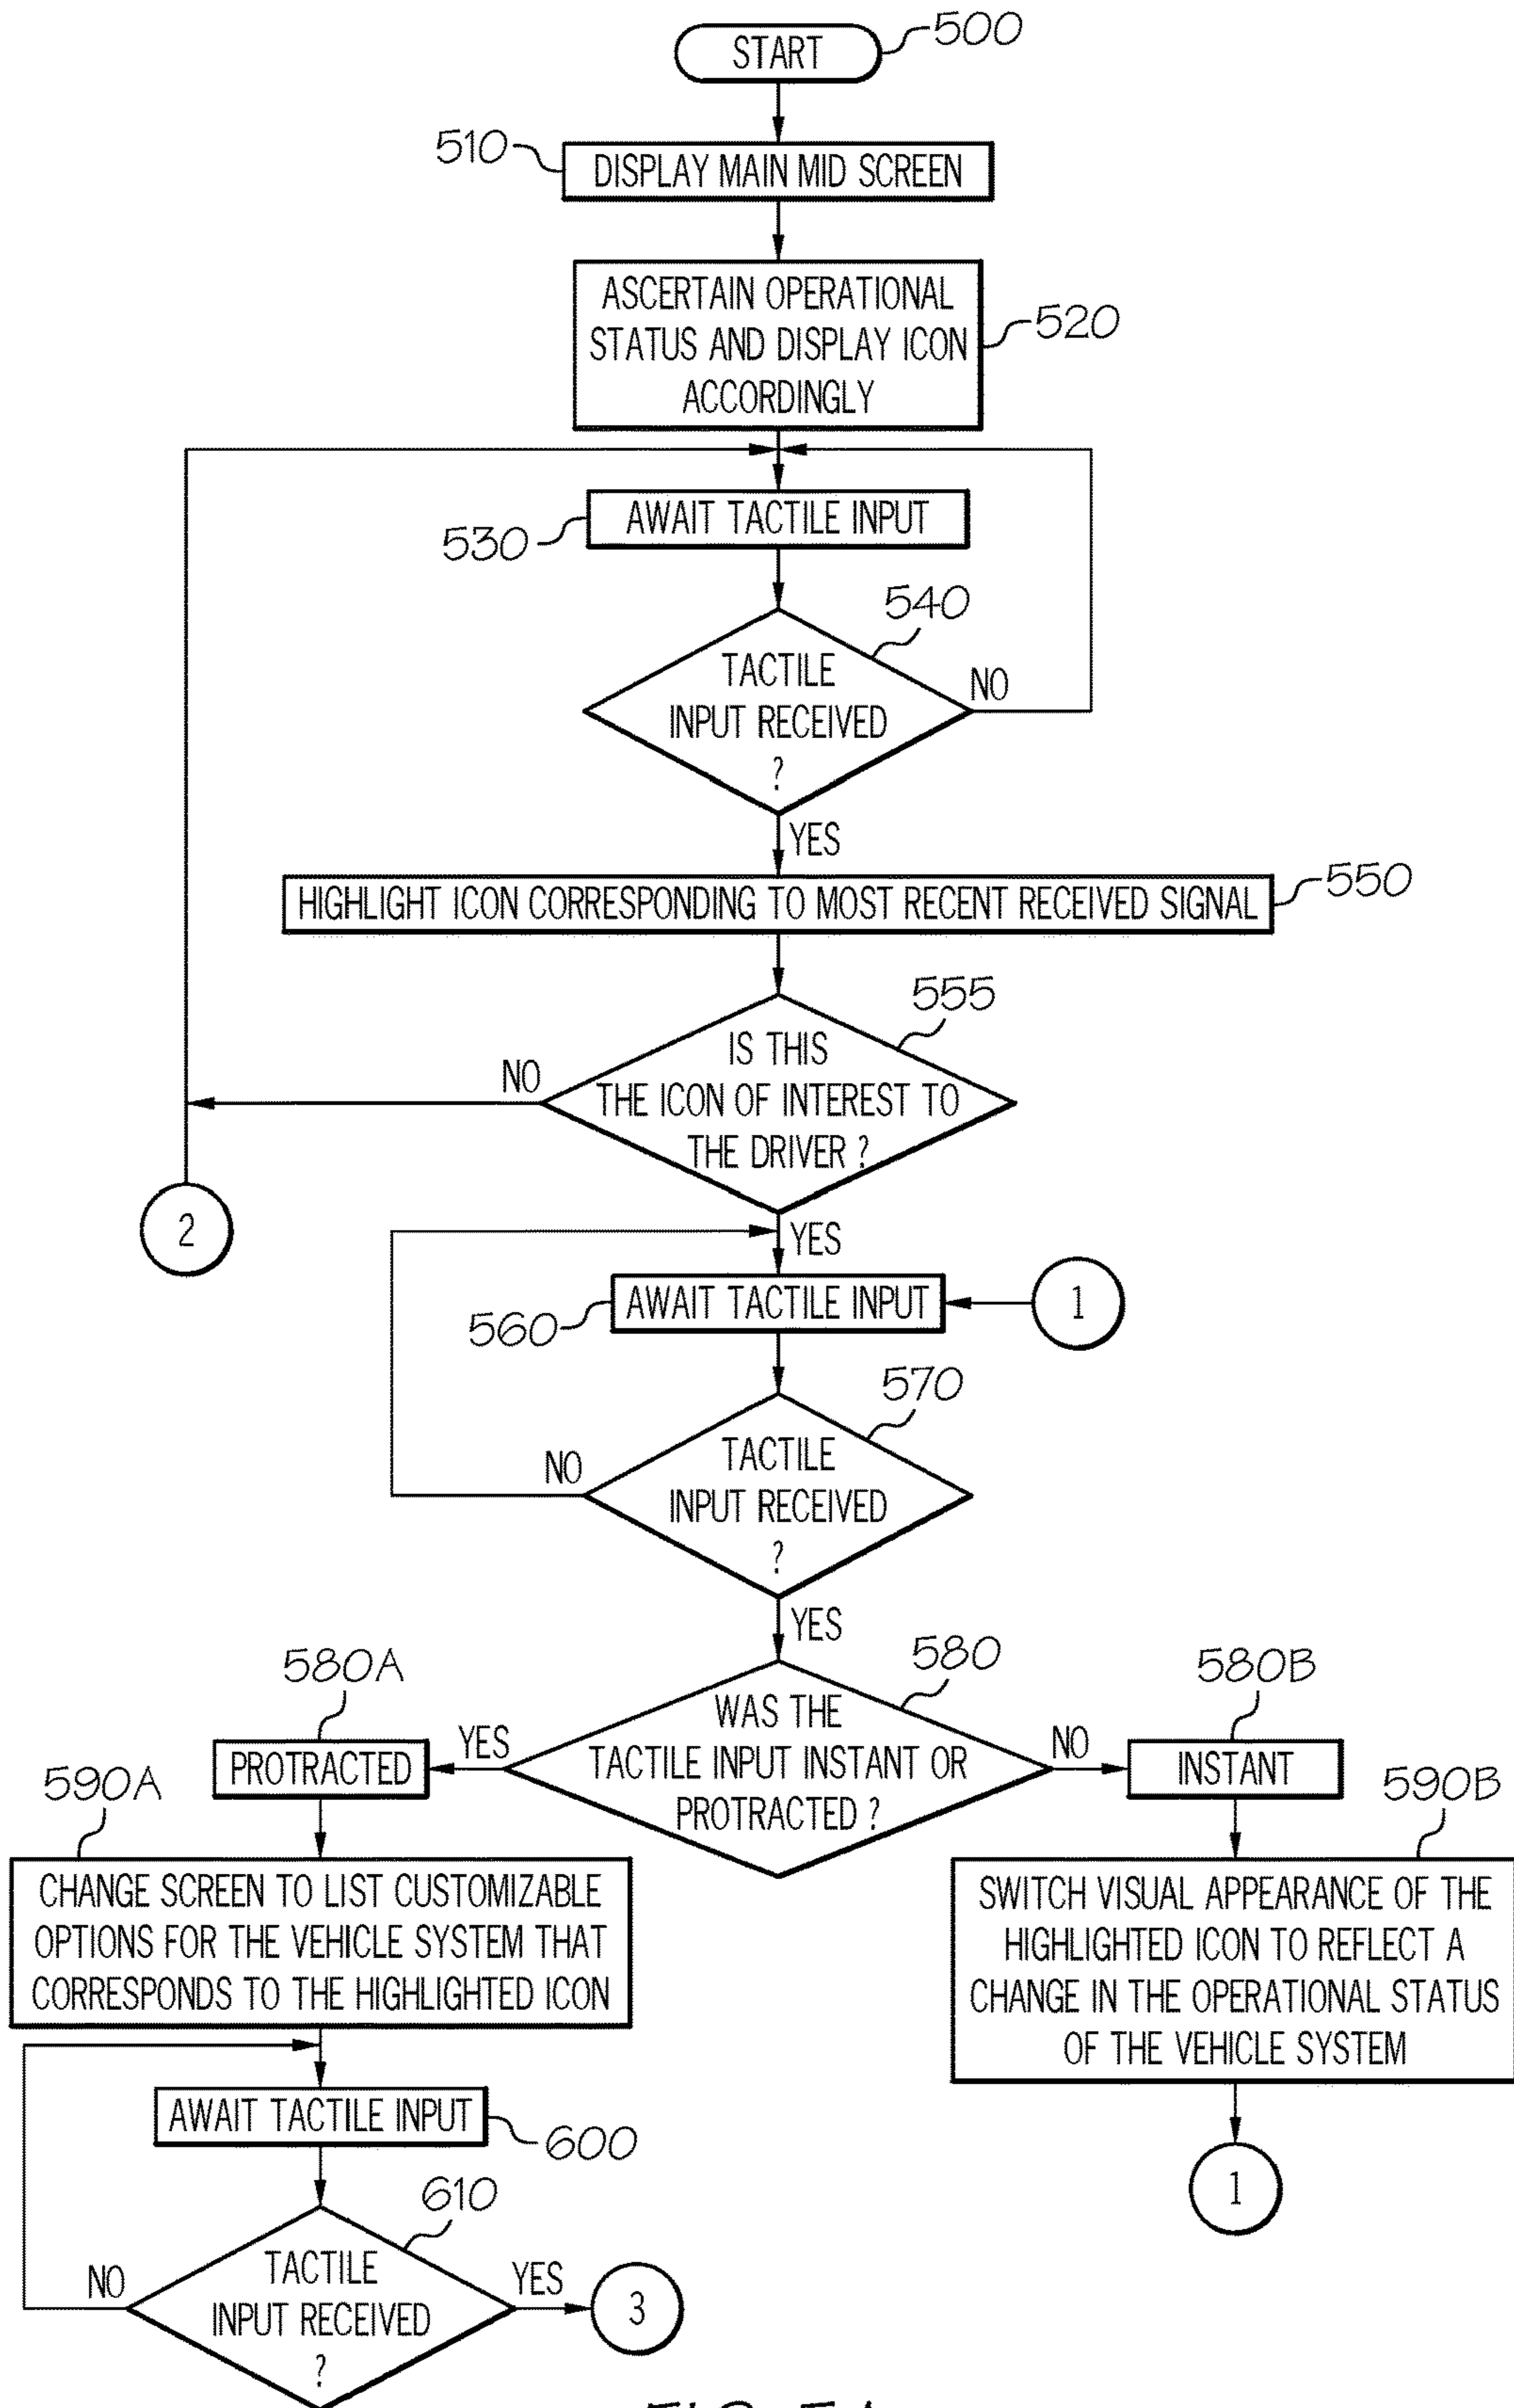 START
500
510
DISPLAY MAIN MID SCREEN
ASCERTAIN OPERATIONAL
STATUS AND DISPLAY ICON
ACCORDINGLY
520
AWAIT TACTILE INPUT
530
540
TACTILE
INPUT RECEIVED
?
NO
YES
HIGHLIGHT ICON CORRESPONDING TO MOST RECENT RECEIVED SIGNAL
550
555
IS THIS
THE ICON OF INTEREST TO
THE DRIVER ?
NO
2
YES
AWAIT TACTILE INPUT
560
1
570
TACTILE
INPUT RECEIVED
?
NO
YES
580
WAS THE
TACTILE INPUT INSTANT OR
PROTRACTED ?
YES
NO
580A
PROTRACTED
580B
INSTANT
590A
CHANGE SCREEN TO LIST CUSTOMIZABLE
OPTIONS FOR THE VEHICLE SYSTEM THAT
CORRESPONDS TO THE HIGHLIGHTED ICON
590B
SWITCH VISUAL APPEARANCE OF THE
HIGHLIGHTED ICON TO REFLECT A
CHANGE IN THE OPERATIONAL STATUS
OF THE VEHICLE SYSTEM
1
AWAIT TACTILE INPUT
600
610
TACTILE
INPUT RECEIVED
?
NO
YES
3